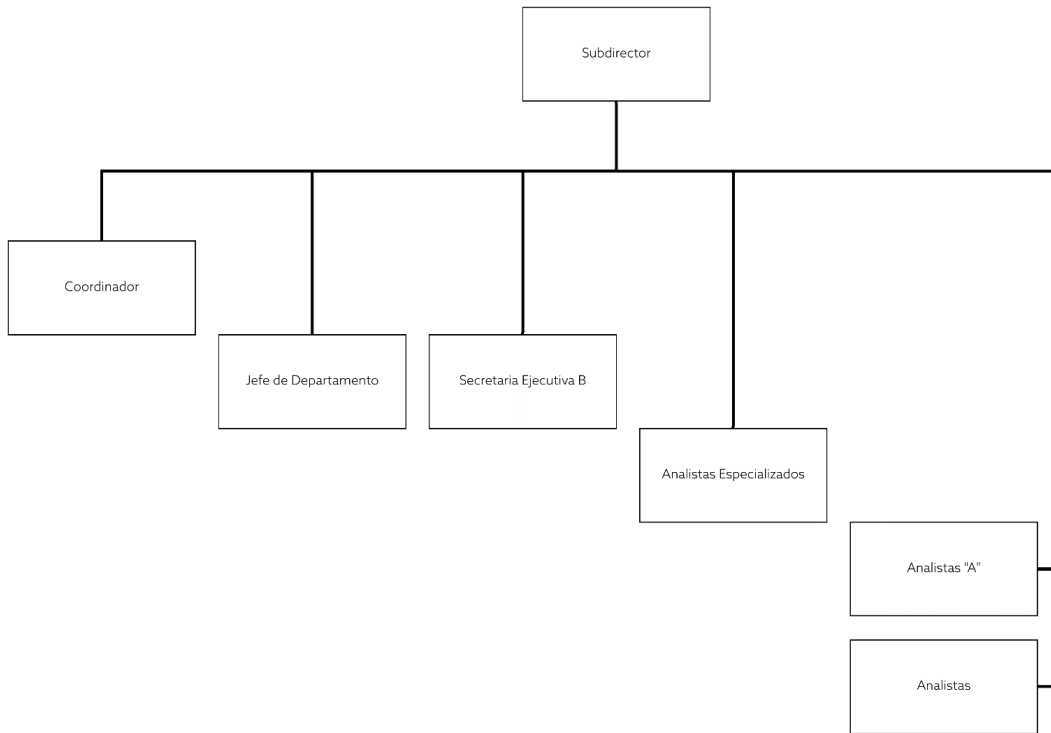 Subdirector
Coordinador
Jefe de Departamento
Secretaria Ejecutiva B
Analistas Especializados
Analistas "A"
Analistas